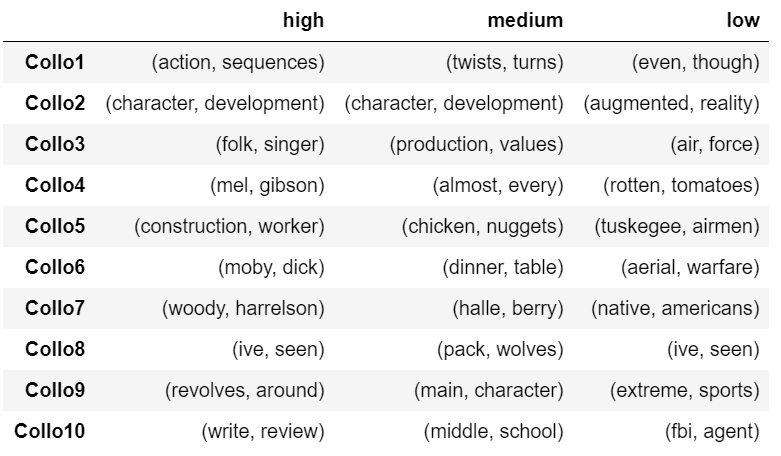 high medium low
Collo1 (action, sequences) (twists, turns) (even, though)
Collo2 (character, development) (character, development) (augmented, reality)
Collo3 (folk, singer) (production, values) (air, force)
Collo4 (mel, gibson) (almost, every) (rotten, tomatoes)
Collo5 (construction, worker) (chicken, nuggets) (tuskegee, airmen)
Collo6 (moby, dick) (dinner, table) (aerial, warfare)
Collo7 (woody, harrelson) (halle, berry) (native, americans)
Collo8 (ive, seen) (pack, wolves) (ive, seen)
Collo9 (revolves, around) (main, character) (extreme, sports)
Collo10 (write, review) (middle, school) (fbi, agent)